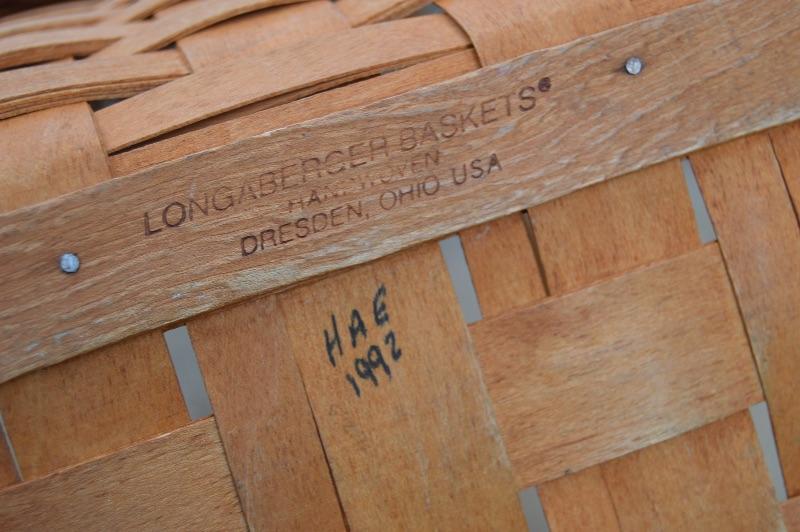 LONGABERGER BASKETS®
HANDWOVEN
DRESDEN, OHIO USA
HAE
1992